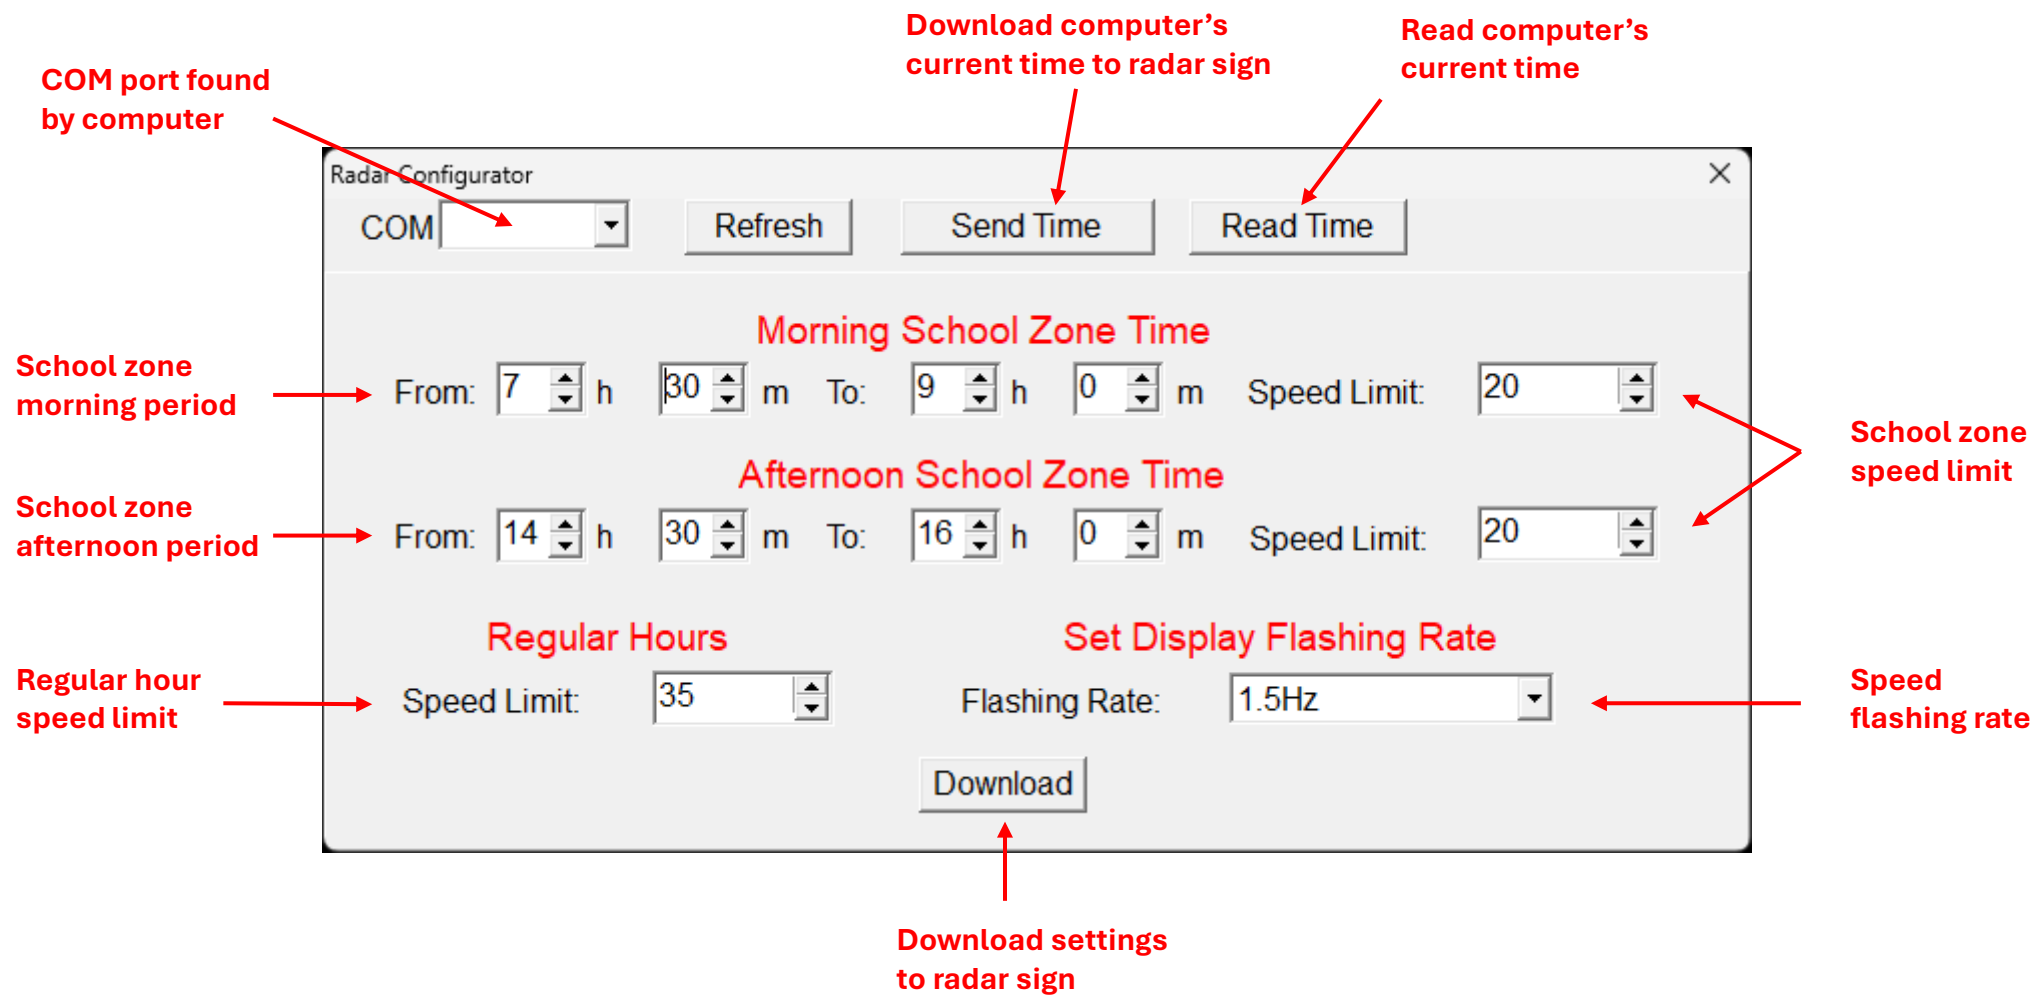 Download computer’s
current time to radar sign
Read computer’s
current time
COM port found
by computer
Radar Configurator
COM Refresh Send Time Read Time
Morning School Zone Time
School zone
morning period
From: 7 h 30 m To: 9 h 0 m Speed Limit: 20
School zone
speed limit
Afternoon School Zone Time
School zone
afternoon period
From: 14 h 30 m To: 16 h 0 m Speed Limit: 20
Regular Hours
Set Display Flashing Rate
Regular hour
speed limit
Speed Limit: 35
Flashing Rate: 1.5Hz
Speed
flashing rate
Download
Download settings
to radar sign